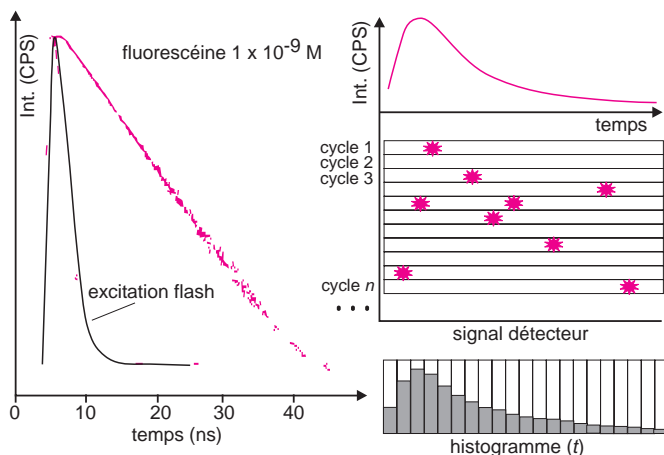 Int. (CPS)
fluorescéine 1 x 10⁻⁹ M
excitation flash
0 10 20 30 40
temps (ns)
Int. (CPS)
temps
cycle 1
cycle 2
cycle 3
cycle n
• • •
signal détecteur
histogramme (t)